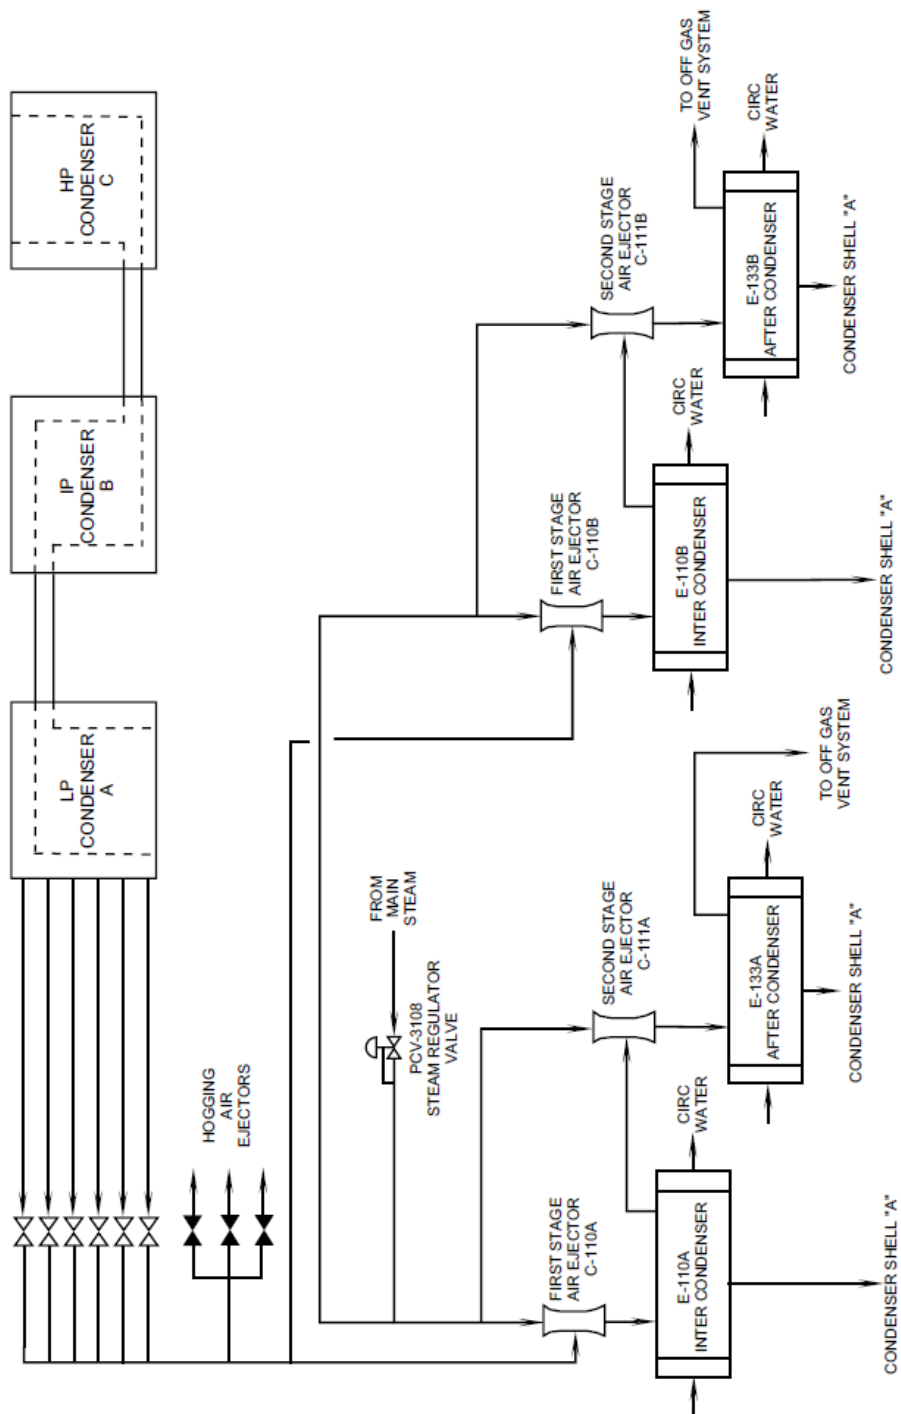 LP
CONDENSER
A
IP
CONDENSER
B
HP
CONDENSER
C
HOGGING
AIR
EJECTORS
FROM
MAIN
STEAM
PCV-3108
STEAM REGULATOR
VALVE
FIRST STAGE
AIR EJECTOR
C-110A
SECOND STAGE
AIR EJECTOR
C-111A
FIRST STAGE
AIR EJECTOR
C-110B
SECOND STAGE
AIR EJECTOR
C-111B
E-110A
INTER CONDENSER
CIRC
WATER
CONDENSER SHELL "A"
E-133A
AFTER CONDENSER
CIRC
WATER
TO OFF GAS
VENT SYSTEM
CONDENSER SHELL "A"
E-110B
INTER CONDENSER
CIRC
WATER
CONDENSER SHELL "A"
E-133B
AFTER CONDENSER
CIRC
WATER
TO OFF GAS
VENT SYSTEM
CONDENSER SHELL "A"